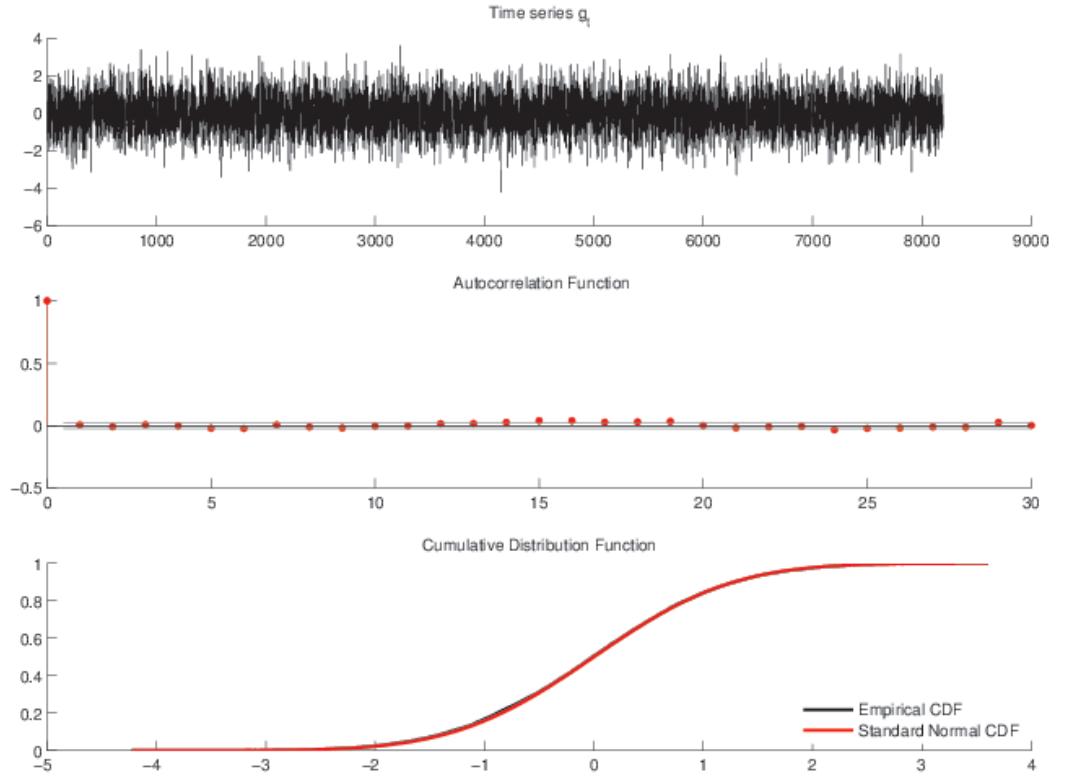 Time series g_t
4
2
0
−2
−4
−6
0 1000 2000 3000 4000 5000 6000 7000 8000 9000
Autocorrelation Function
1
0.5
0
−0.5
0 5 10 15 20 25 30
Cumulative Distribution Function
1
0.8
0.6
0.4
0.2
0
Empirical CDF
Standard Normal CDF
−5 −4 −3 −2 −1 0 1 2 3 4